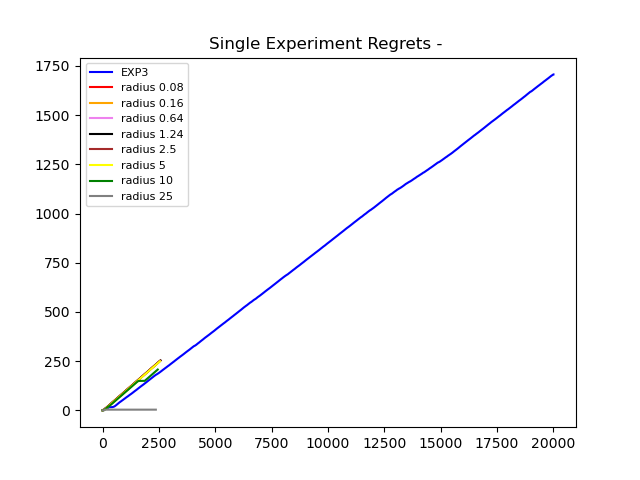 Single Experiment Regrets -
1750
1500
1250
1000
750
500
250
0
EXP3
radius 0.08
radius 0.16
radius 0.64
radius 1.24
radius 2.5
radius 5
radius 10
radius 25
0 2500 5000 7500 10000 12500 15000 17500 20000